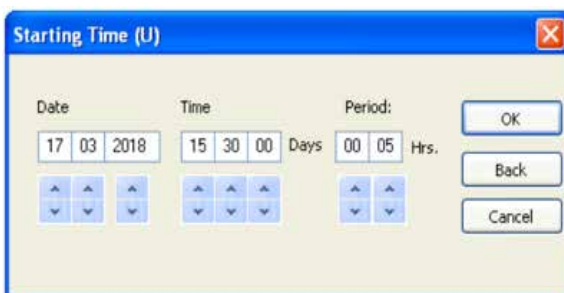 Starting Time (U)
Date Time Period:
17 03 2018 15 30 00 Days 00 05 Hrs.
OK
Back
Cancel